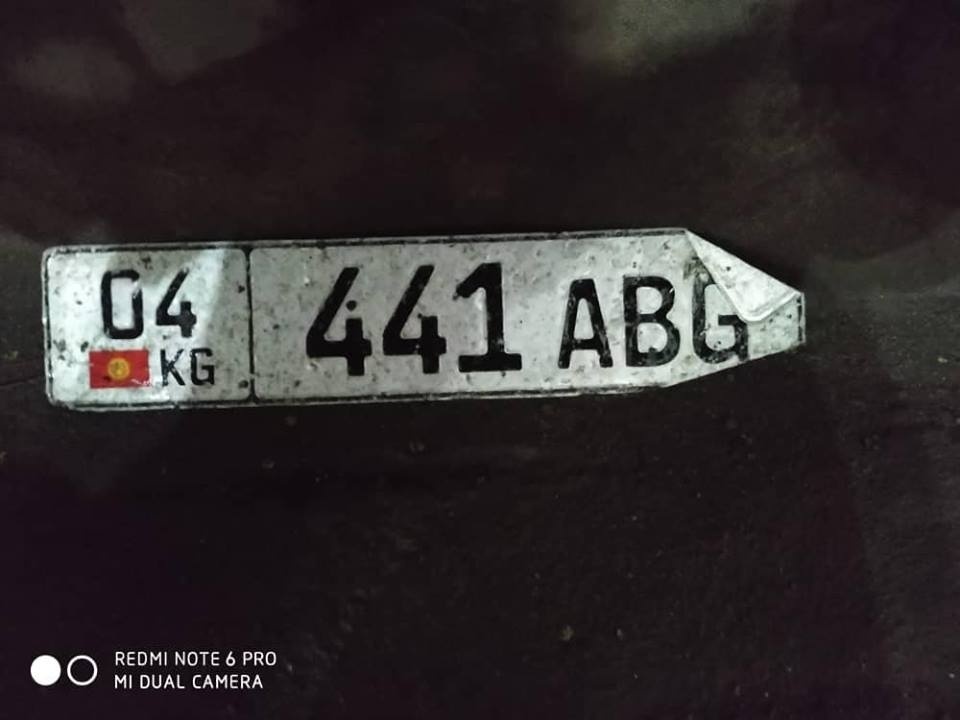 04
KG
441 ABG
REDMI NOTE 6 PRO
MI DUAL CAMERA